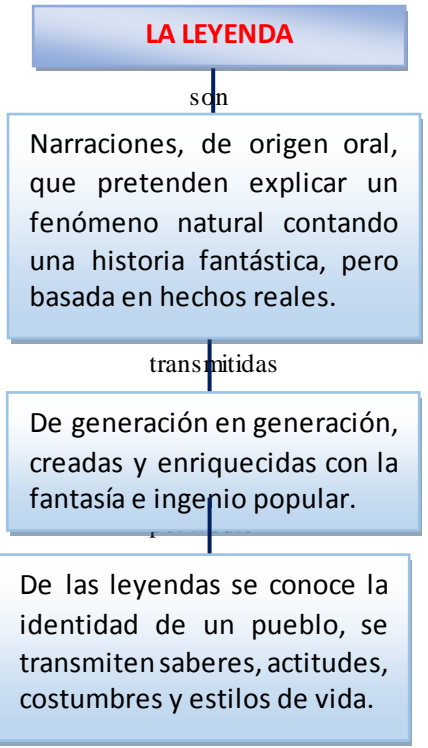 LA LEYENDA
son
Narraciones, de origen oral,
que pretenden explicar un
fenómeno natural contando
una historia fantástica, pero
basada en hechos reales.
transmitidas
De generación en generación,
creadas y enriquecidas con la
fantasía e ingenio popular.
De las leyendas se conoce la
identidad de un pueblo, se
transmiten saberes, actitudes,
costumbres y estilos de vida.